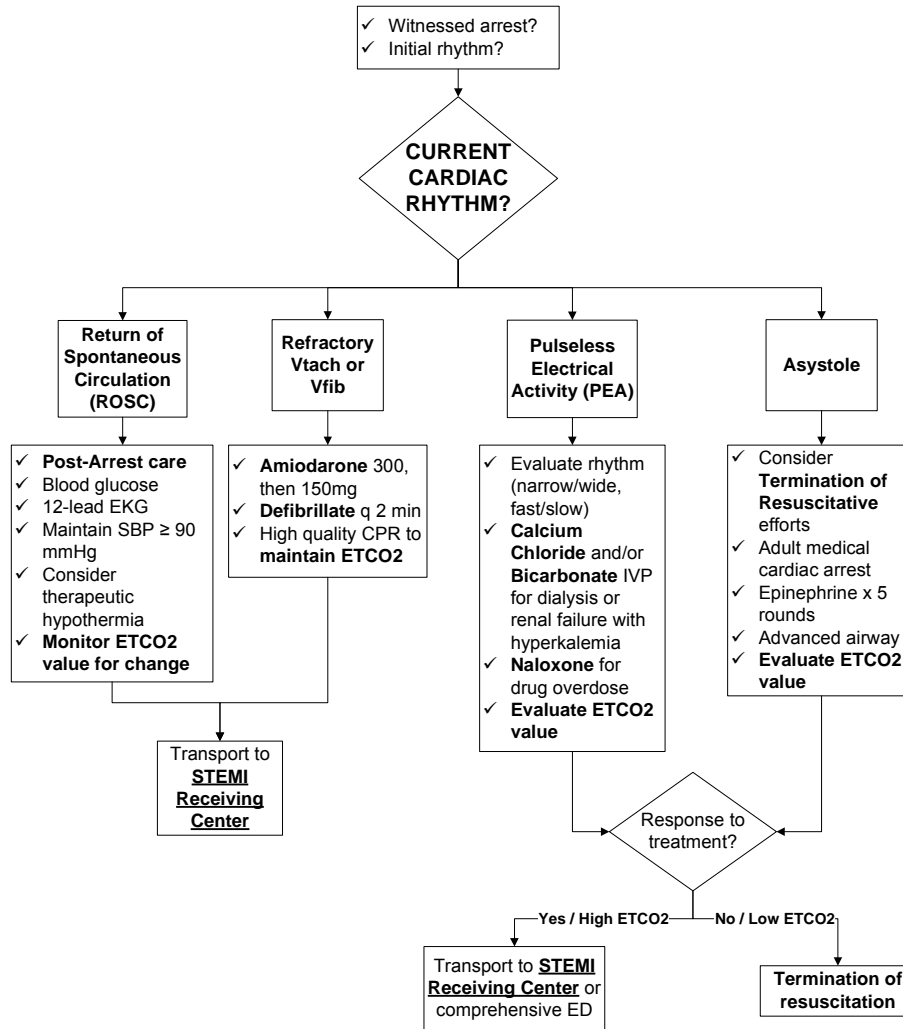 ✓ Witnessed arrest?
✓ Initial rhythm?
CURRENT
CARDIAC
RHYTHM?
Return of
Spontaneous
Circulation
(ROSC)
Refractory
Vtach or
Vfib
Pulseless
Electrical
Activity (PEA)
Asystole
✓ Post-Arrest care
✓ Blood glucose
✓ 12-lead EKG
✓ Maintain SBP ≥ 90
mmHg
✓ Consider
therapeutic
hypothermia
✓ Monitor ETCO2
value for change
✓ Amiodarone 300,
then 150mg
✓ Defibrillate q 2 min
✓ High quality CPR to
maintain ETCO2
✓ Evaluate rhythm
(narrow/wide,
fast/slow)
✓ Calcium
Chloride and/or
Bicarbonate IVP
for dialysis or
renal failure with
hyperkalemia
✓ Naloxone for
drug overdose
✓ Evaluate ETCO2
value
✓ Consider
Termination of
Resuscitative
efforts
✓ Adult medical
cardiac arrest
✓ Epinephrine x 5
rounds
✓ Advanced airway
✓ Evaluate ETCO2
value
Transport to
STEMI
Receiving
Center
Response to
treatment?
Yes / High ETCO2
No / Low ETCO2
Transport to STEMI
Receiving Center or
comprehensive ED
Termination of
resuscitation